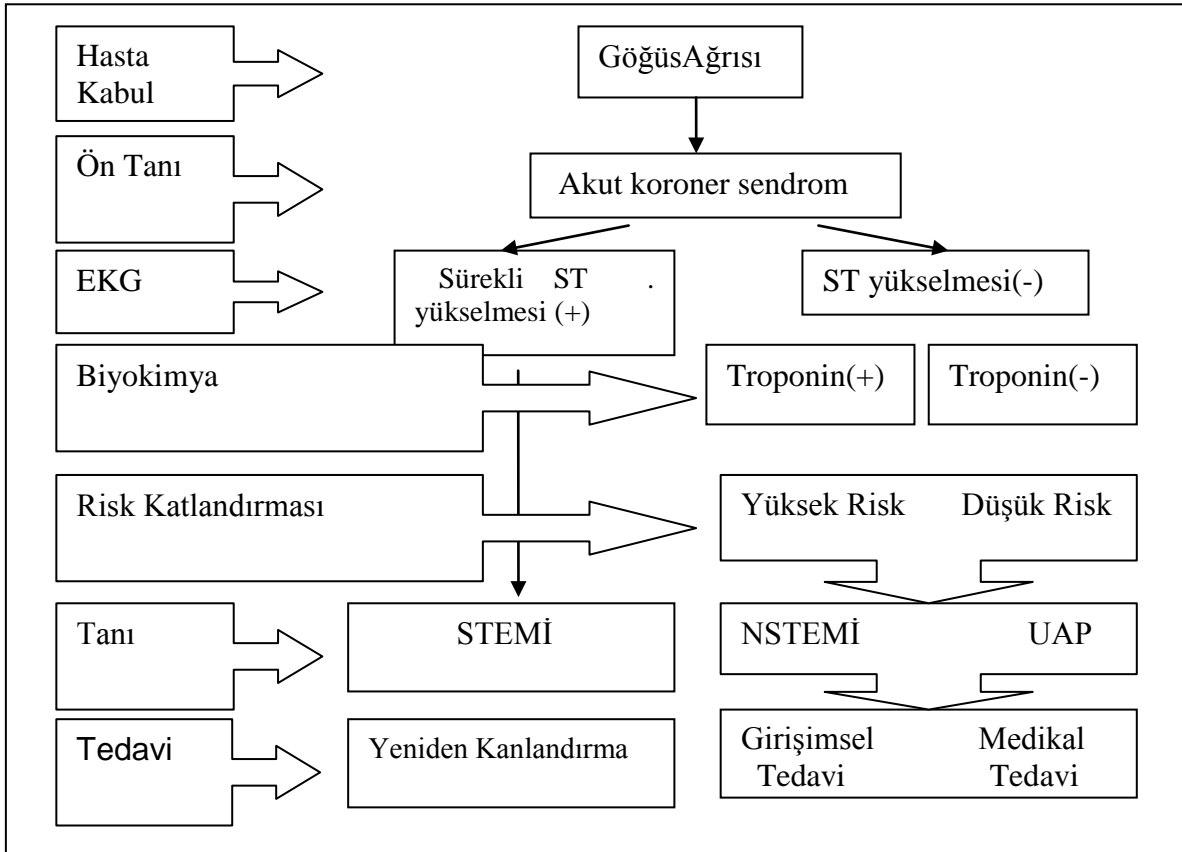 Hasta
Kabul
GöğüsAğrısı
Ön Tanı
Akut koroner sendrom
EKG
Sürekli ST .
yükselmesi (+)
ST yükselmesi(-)
Biyokimya
Troponin(+)
Troponin(-)
Risk Katlandırması
Yüksek Risk Düşük Risk
Tanı
STEMİ
NSTEMİ UAP
Tedavi
Yeniden Kanlandırma
Girişimsel Medikal
Tedavi Tedavi